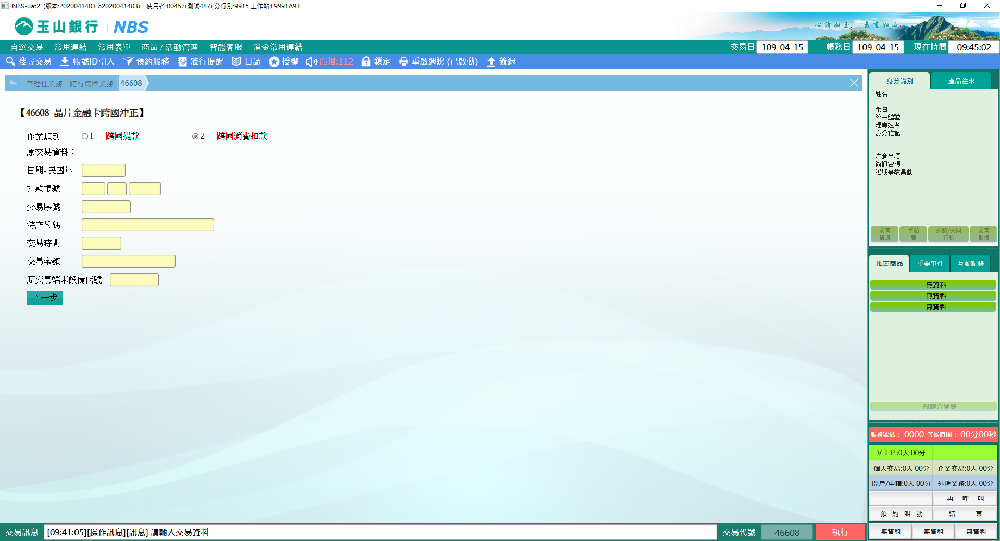 NBS-uat2 (版本:2020041403.b2020041403) 使用者:00457(測試487) 分行別:9915 工作站:L9991A93
玉山銀行 | NBS
心清如玉 義重如山
自選交易 常用連結 常用表單 商品 / 活動管理 智能客服 消金常用連結 交易日 109-04-15 帳務日 109-04-15 現在時間 09:45:02
搜尋交易 帳號ID引入 預約服務 蒞行提醒 日誌 授權 廣播:112 鎖定 重啟週邊 (已啟動) 簽退
管理性業務 跨行跨國業務 46608
【46608 晶片金融卡跨國沖正】
作業類別 1 - 跨國提款 2 - 跨國消費扣款
原交易資料：
日期-民國年
扣款帳號
交易序號
特店代碼
交易時間
交易金額
原交易端末設備代號
下一步
身分識別 產品往來
姓名
生日
統一編號
理專姓名
身分註記
注意事項
簡訊密碼
近期事故異動
顧客資訊 手續費 通路/共同行銷 顧客影像
推薦商品 重要事件 互動記錄
無資料
無資料
無資料
一般轉介登錄
服務號碼： 0000 等候時間： 00分00秒
ＶＩＰ:0人 00分
個人交易:0人 00分 企業交易:0人 00分
開戶/申請:0人 00分 外匯業務:0人 00分
再 呼 叫
預 約 叫 號 結 束
無資料 無資料 無資料
交易訊息 [09:41:05][操作訊息][訊息] 請輸入交易資料 交易代號 46608 執行